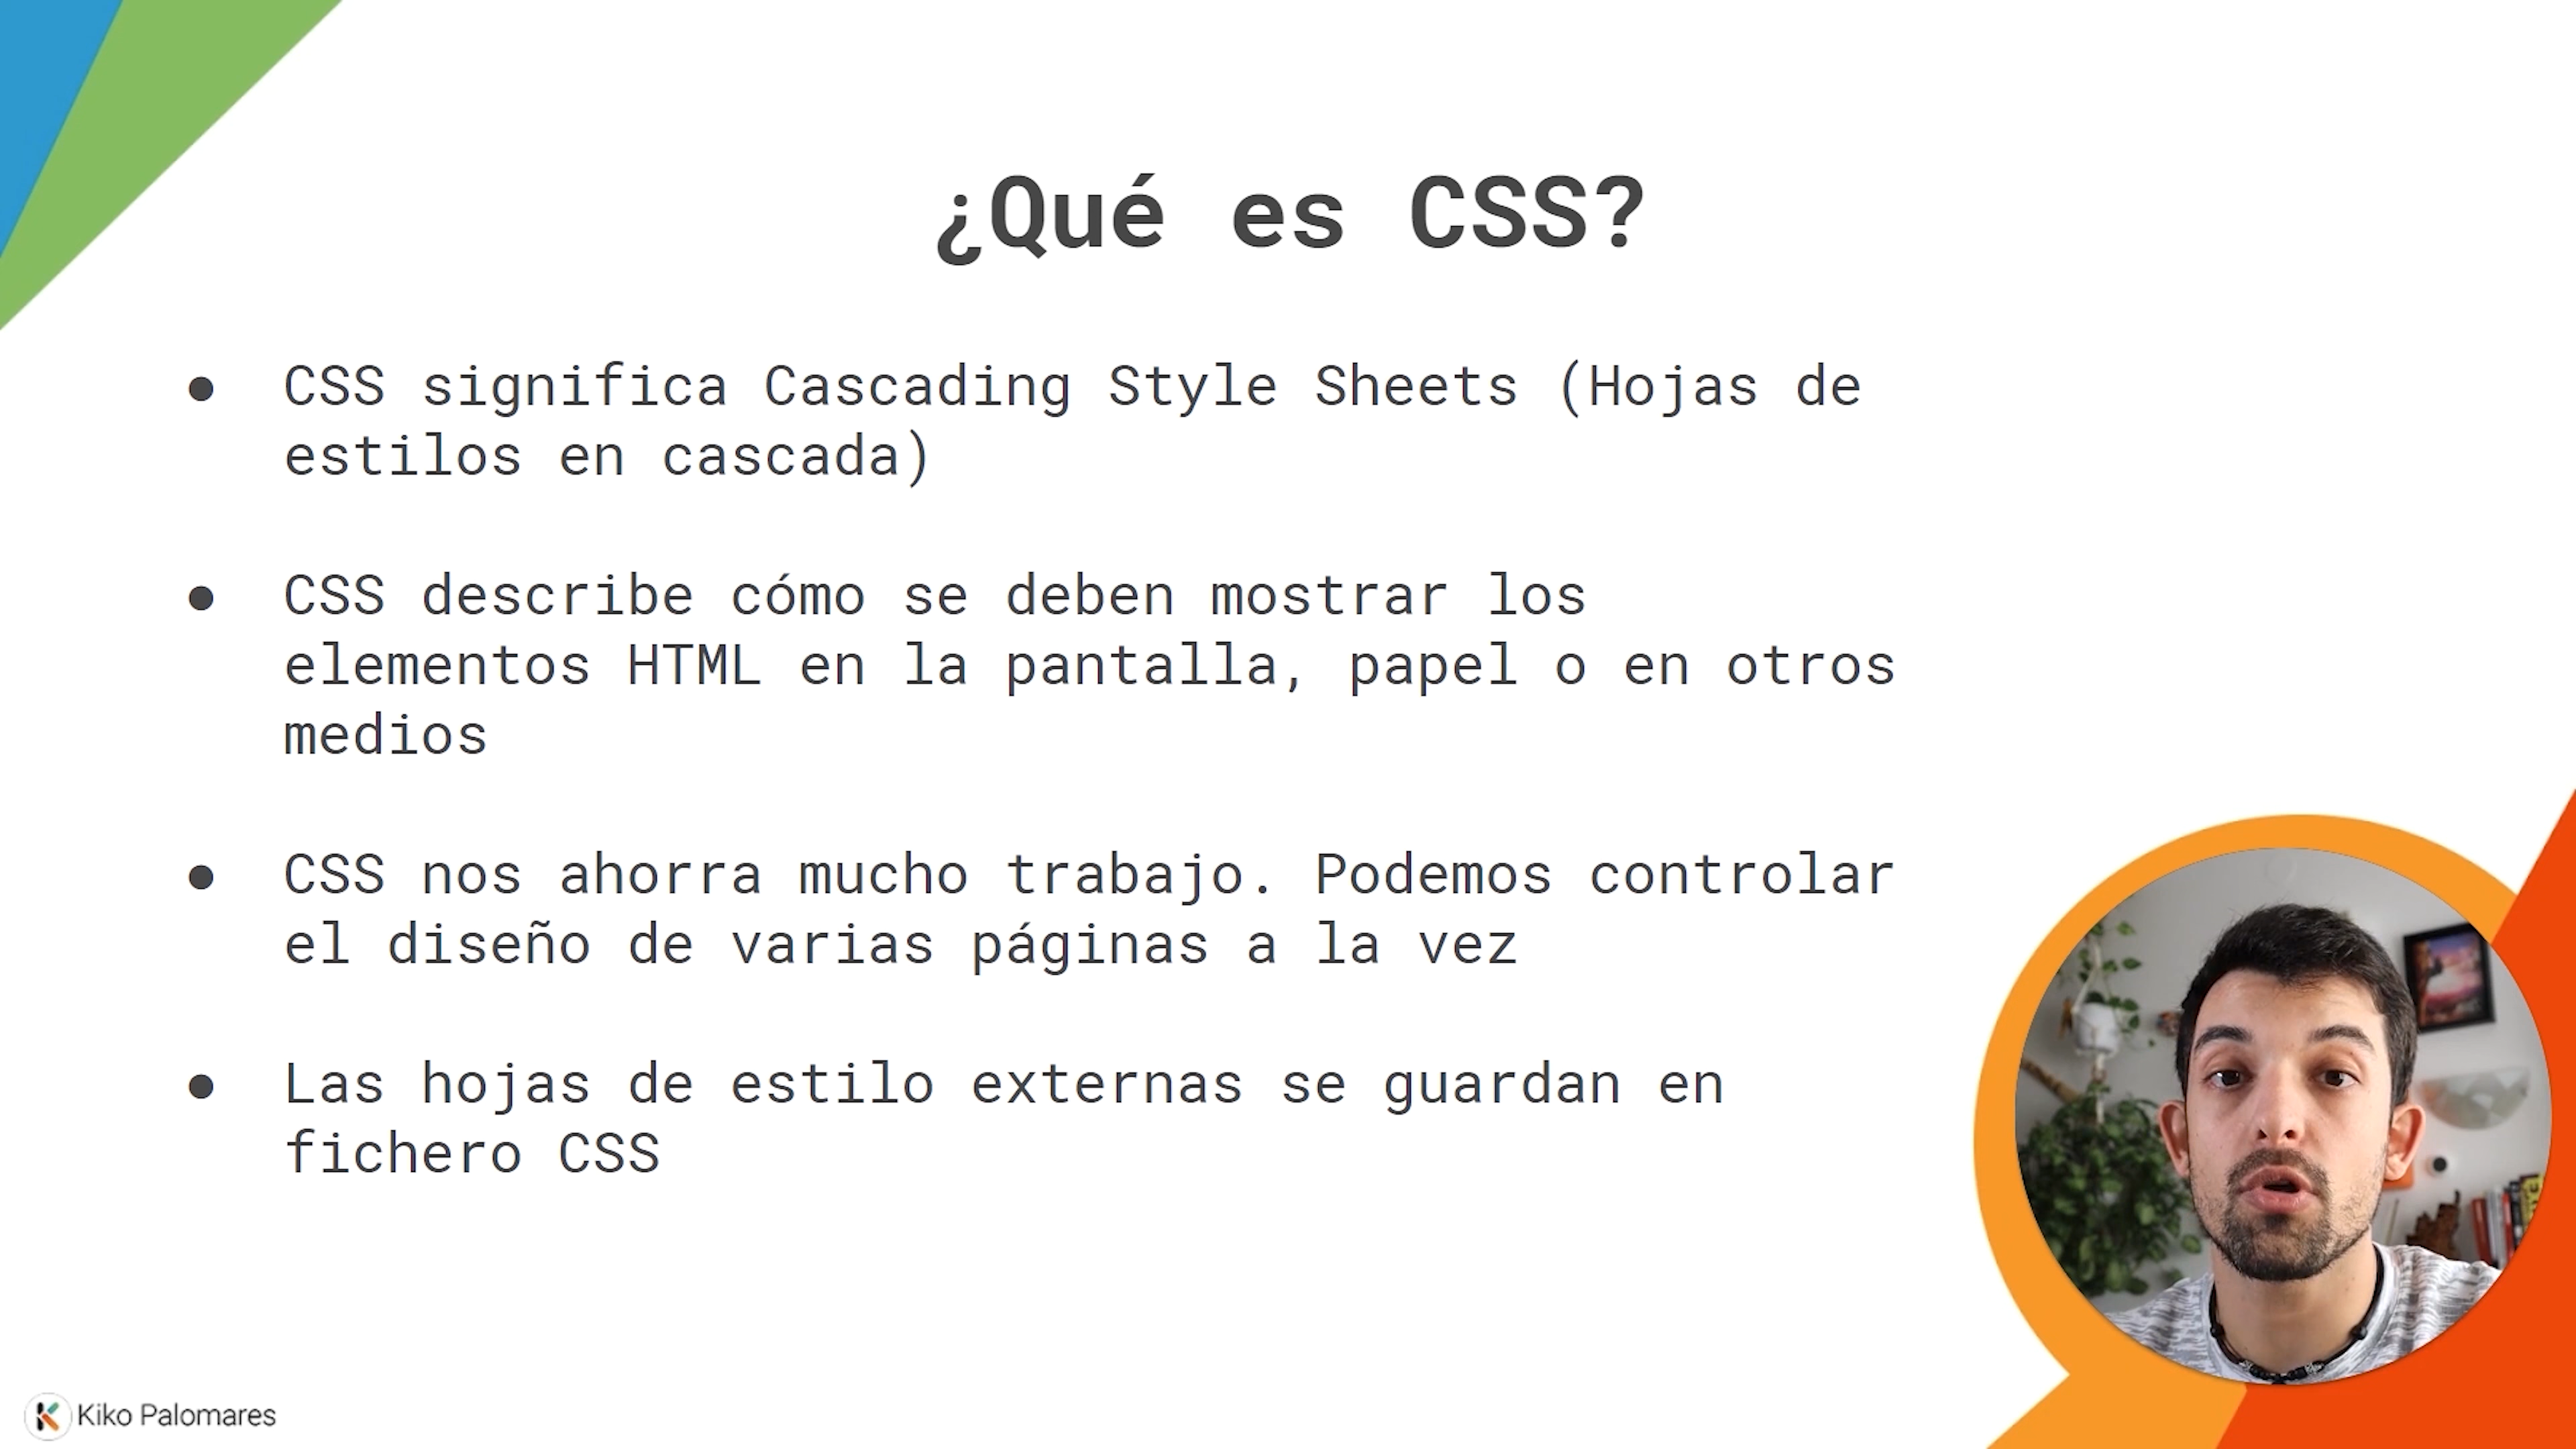 ¿Qué es CSS?
● CSS significa Cascading Style Sheets (Hojas de
estilos en cascada)
● CSS describe cómo se deben mostrar los
elementos HTML en la pantalla, papel o en otros
medios
● CSS nos ahorra mucho trabajo. Podemos controlar
el diseño de varias páginas a la vez
● Las hojas de estilo externas se guardan en
fichero CSS
Kiko Palomares